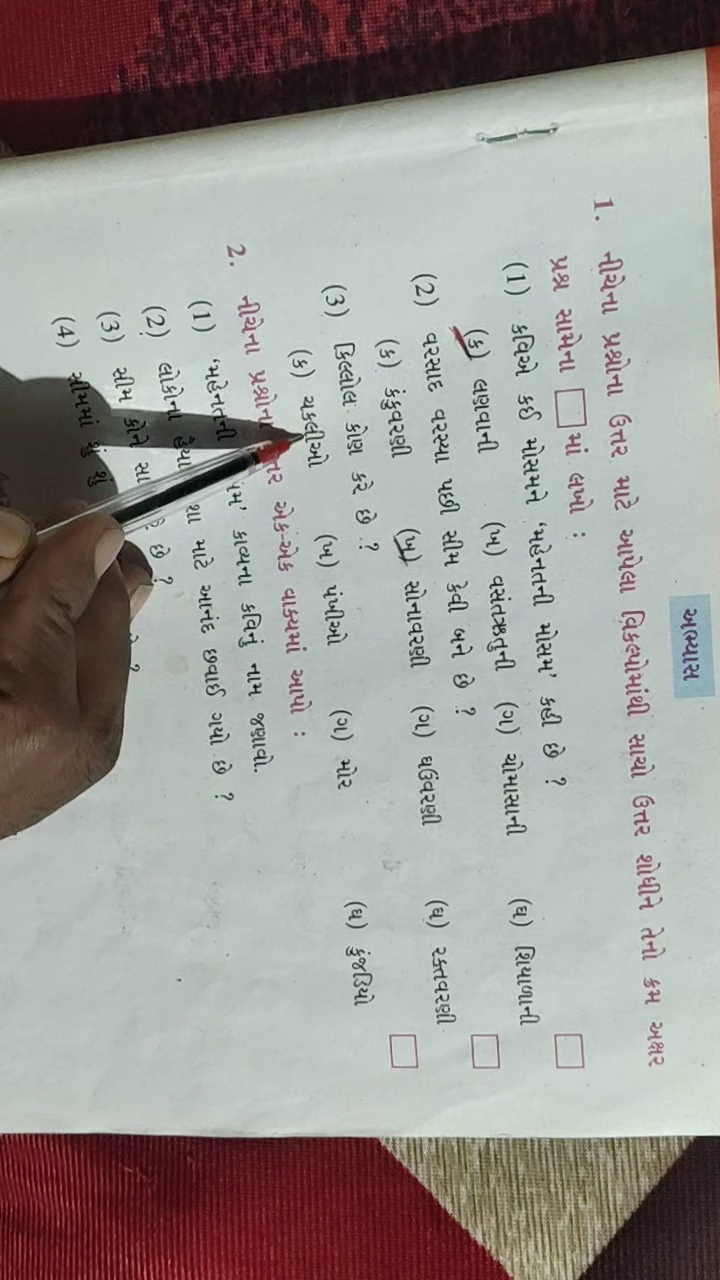 અભ્યાસ
1. નીચેના પ્રશ્નોના ઉત્તર માટે આપેલા વિકલ્પોમાંથી સાચો ઉત્તર શોધીને તેનો ક્રમ અક્ષર
પ્રશ્ન સામેના માં લખો :
(1) કવિએ કઈ મોસમને ‘મહેનતની મોસમ’ કહી છે ?
(ક) લણવાની (ખ) વસંતઋતુની (ગ) ચોમાસાની (ઘ) શિયાળાની
(2) વરસાદ વરસ્યા પછી સીમ કેવી બને છે ?
(ક) કંકુવરણી (ખ) સોનાવરણી (ગ) ઘઉંવરણી (ઘ) રક્તવરણી
(3) કિલ્લોલ કોણ કરે છે ?
(ક) ચકલીઓ (ખ) પંખીઓ (ગ) મોર (ઘ) કુંજડિયો
2. નીચેના પ્રશ્નોના એક-એક વાક્યમાં આપો :
(1) ‘મહેનતની કાવ્યના કવિનું નામ જણાવો.
(2) લોકોના હૈયા શા માટે આનંદ છવાઈ ગયો છે ?
(3) સીમ કોને છે ?
(4) સીમમાં શું શું